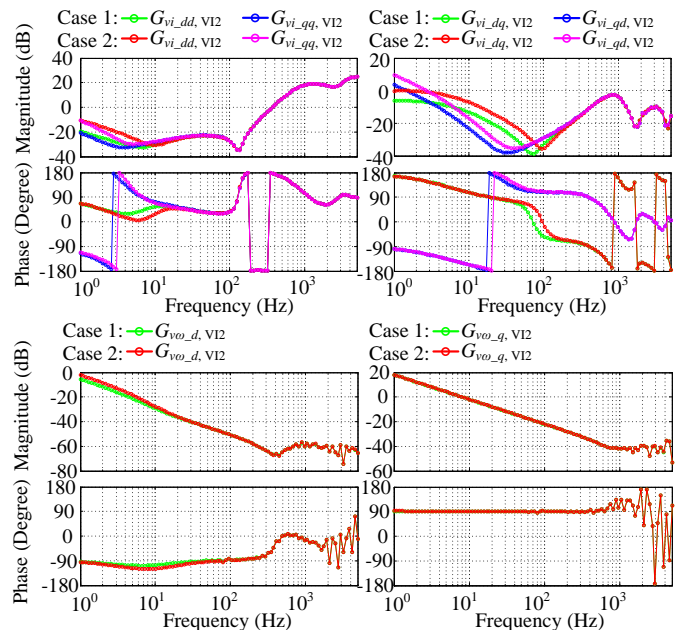 Case 1: G_vi_dd, VI2 G_vi_qq, VI2
Case 2: G_vi_dd, VI2 G_vi_qq, VI2
Case 1: G_vi_dq, VI2 G_vi_qd, VI2
Case 2: G_vi_dq, VI2 G_vi_qd, VI2
Magnitude (dB)
40
20
0
-20
-40
40
20
0
-20
-40
Phase (Degree)
180
90
0
-90
-180
180
90
0
-90
-180
10^0 10^1 10^2 10^3
Frequency (Hz)
10^0 10^1 10^2 10^3
Frequency (Hz)
Case 1: G_vω_d, VI2
Case 2: G_vω_d, VI2
Case 1: G_vω_q, VI2
Case 2: G_vω_q, VI2
Magnitude (dB)
0
-20
-40
-60
-80
20
0
-20
-40
-60
Phase (Degree)
180
90
0
-90
-180
180
90
0
-90
-180
10^0 10^1 10^2 10^3
Frequency (Hz)
10^0 10^1 10^2 10^3
Frequency (Hz)